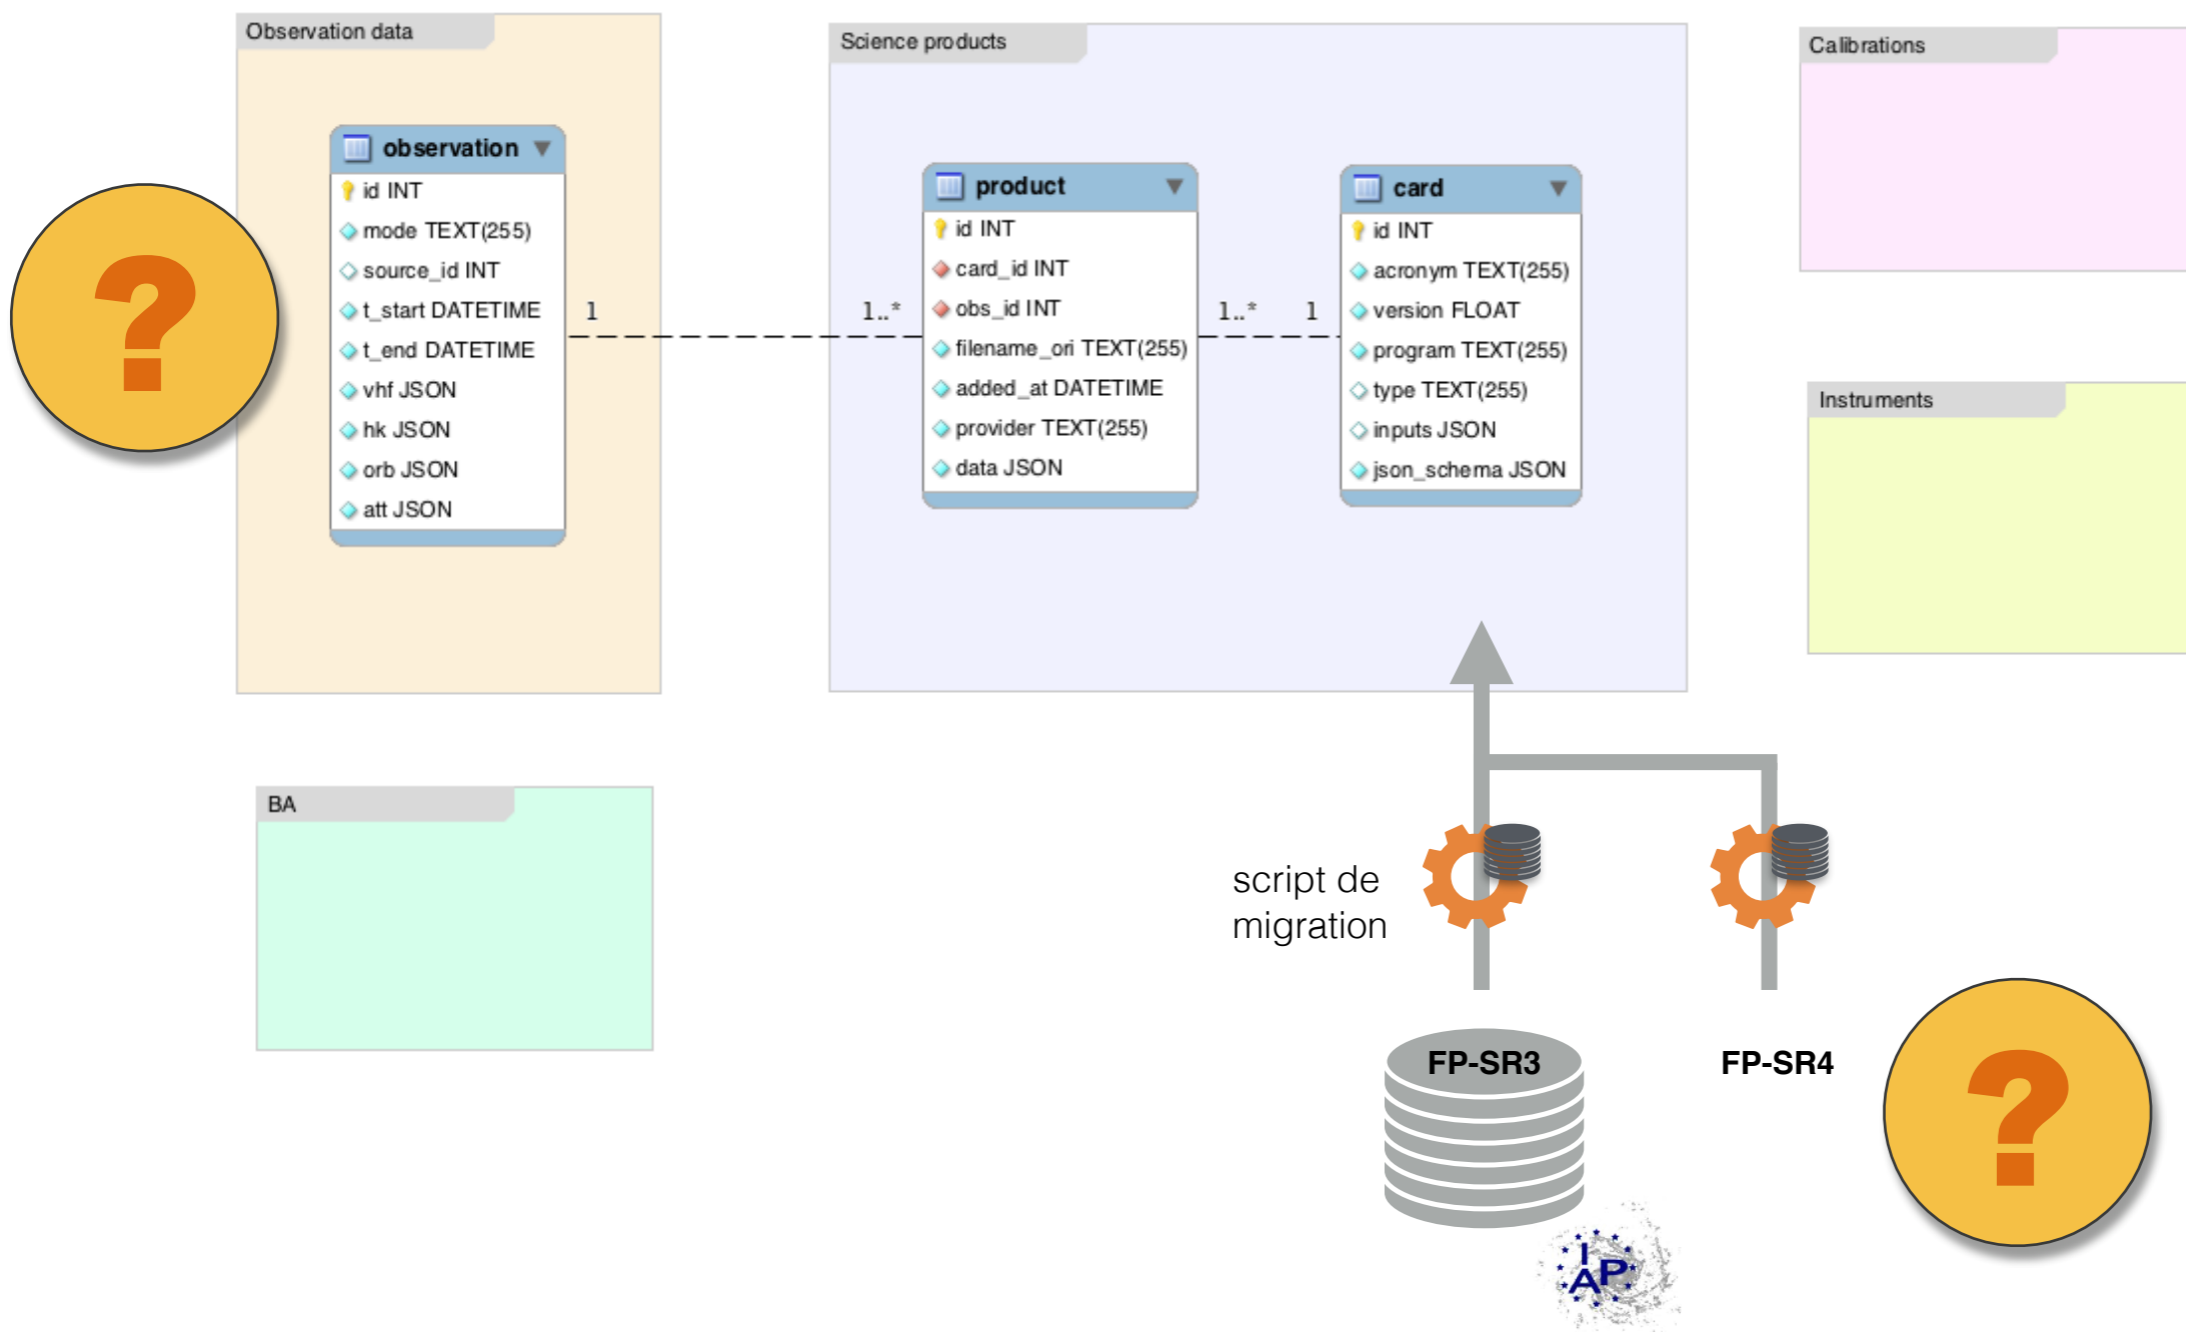 Observation data
observation
id INT
mode TEXT(255)
source_id INT
t_start DATETIME
t_end DATETIME
vhf JSON
hk JSON
orb JSON
att JSON
?
1
1..*
Science products
product
id INT
card_id INT
obs_id INT
filename_ori TEXT(255)
added_at DATETIME
provider TEXT(255)
data JSON
1..*
1
card
id INT
acronym TEXT(255)
version FLOAT
program TEXT(255)
type TEXT(255)
inputs JSON
json_schema JSON
Calibrations
Instruments
BA
script de
migration
FP-SR3
FP-SR4
?
I
AP